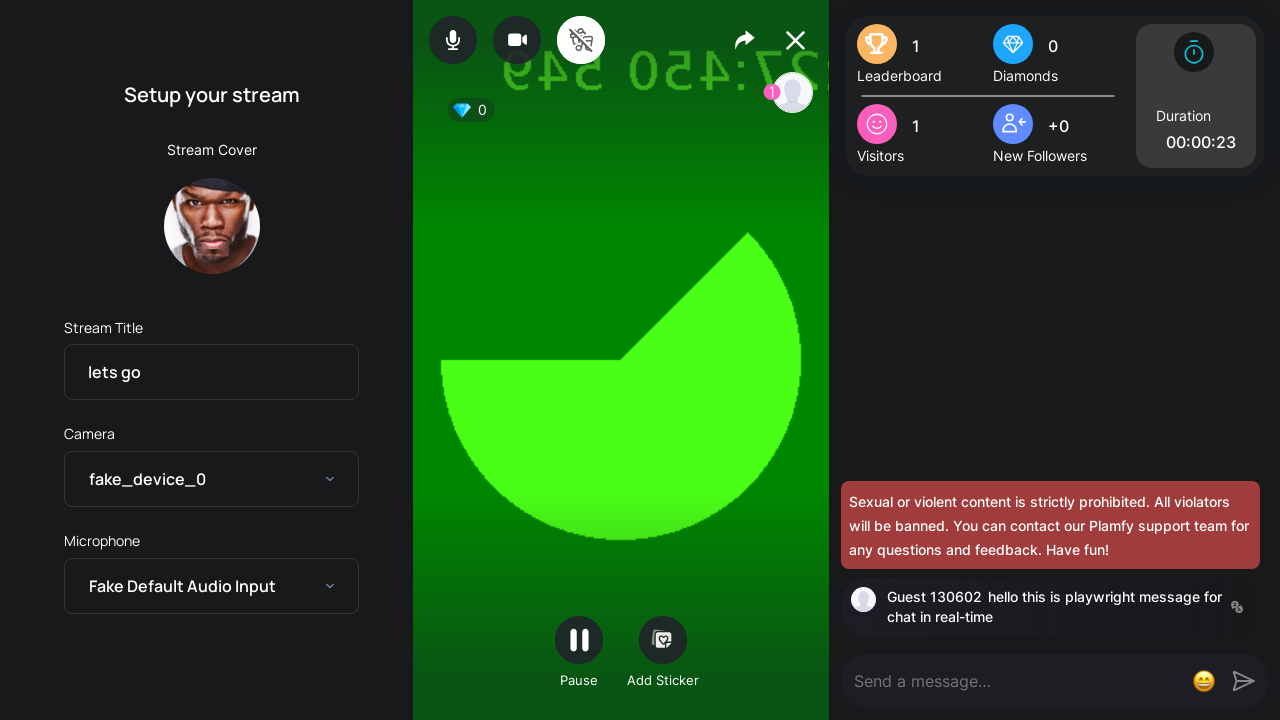 Setup your stream
Stream Cover
Stream Title
lets go
Camera
fake_device_0
Microphone
Fake Default Audio Input
27:450 549
1
0
Pause
Add Sticker
1
Leaderboard
0
Diamonds
1
Visitors
+0
New Followers
Duration
00:00:23
Sexual or violent content is strictly prohibited. All violators
will be banned. You can contact our Plamfy support team for
any questions and feedback. Have fun!
Guest 130602 hello this is playwright message for
chat in real-time
Send a message...